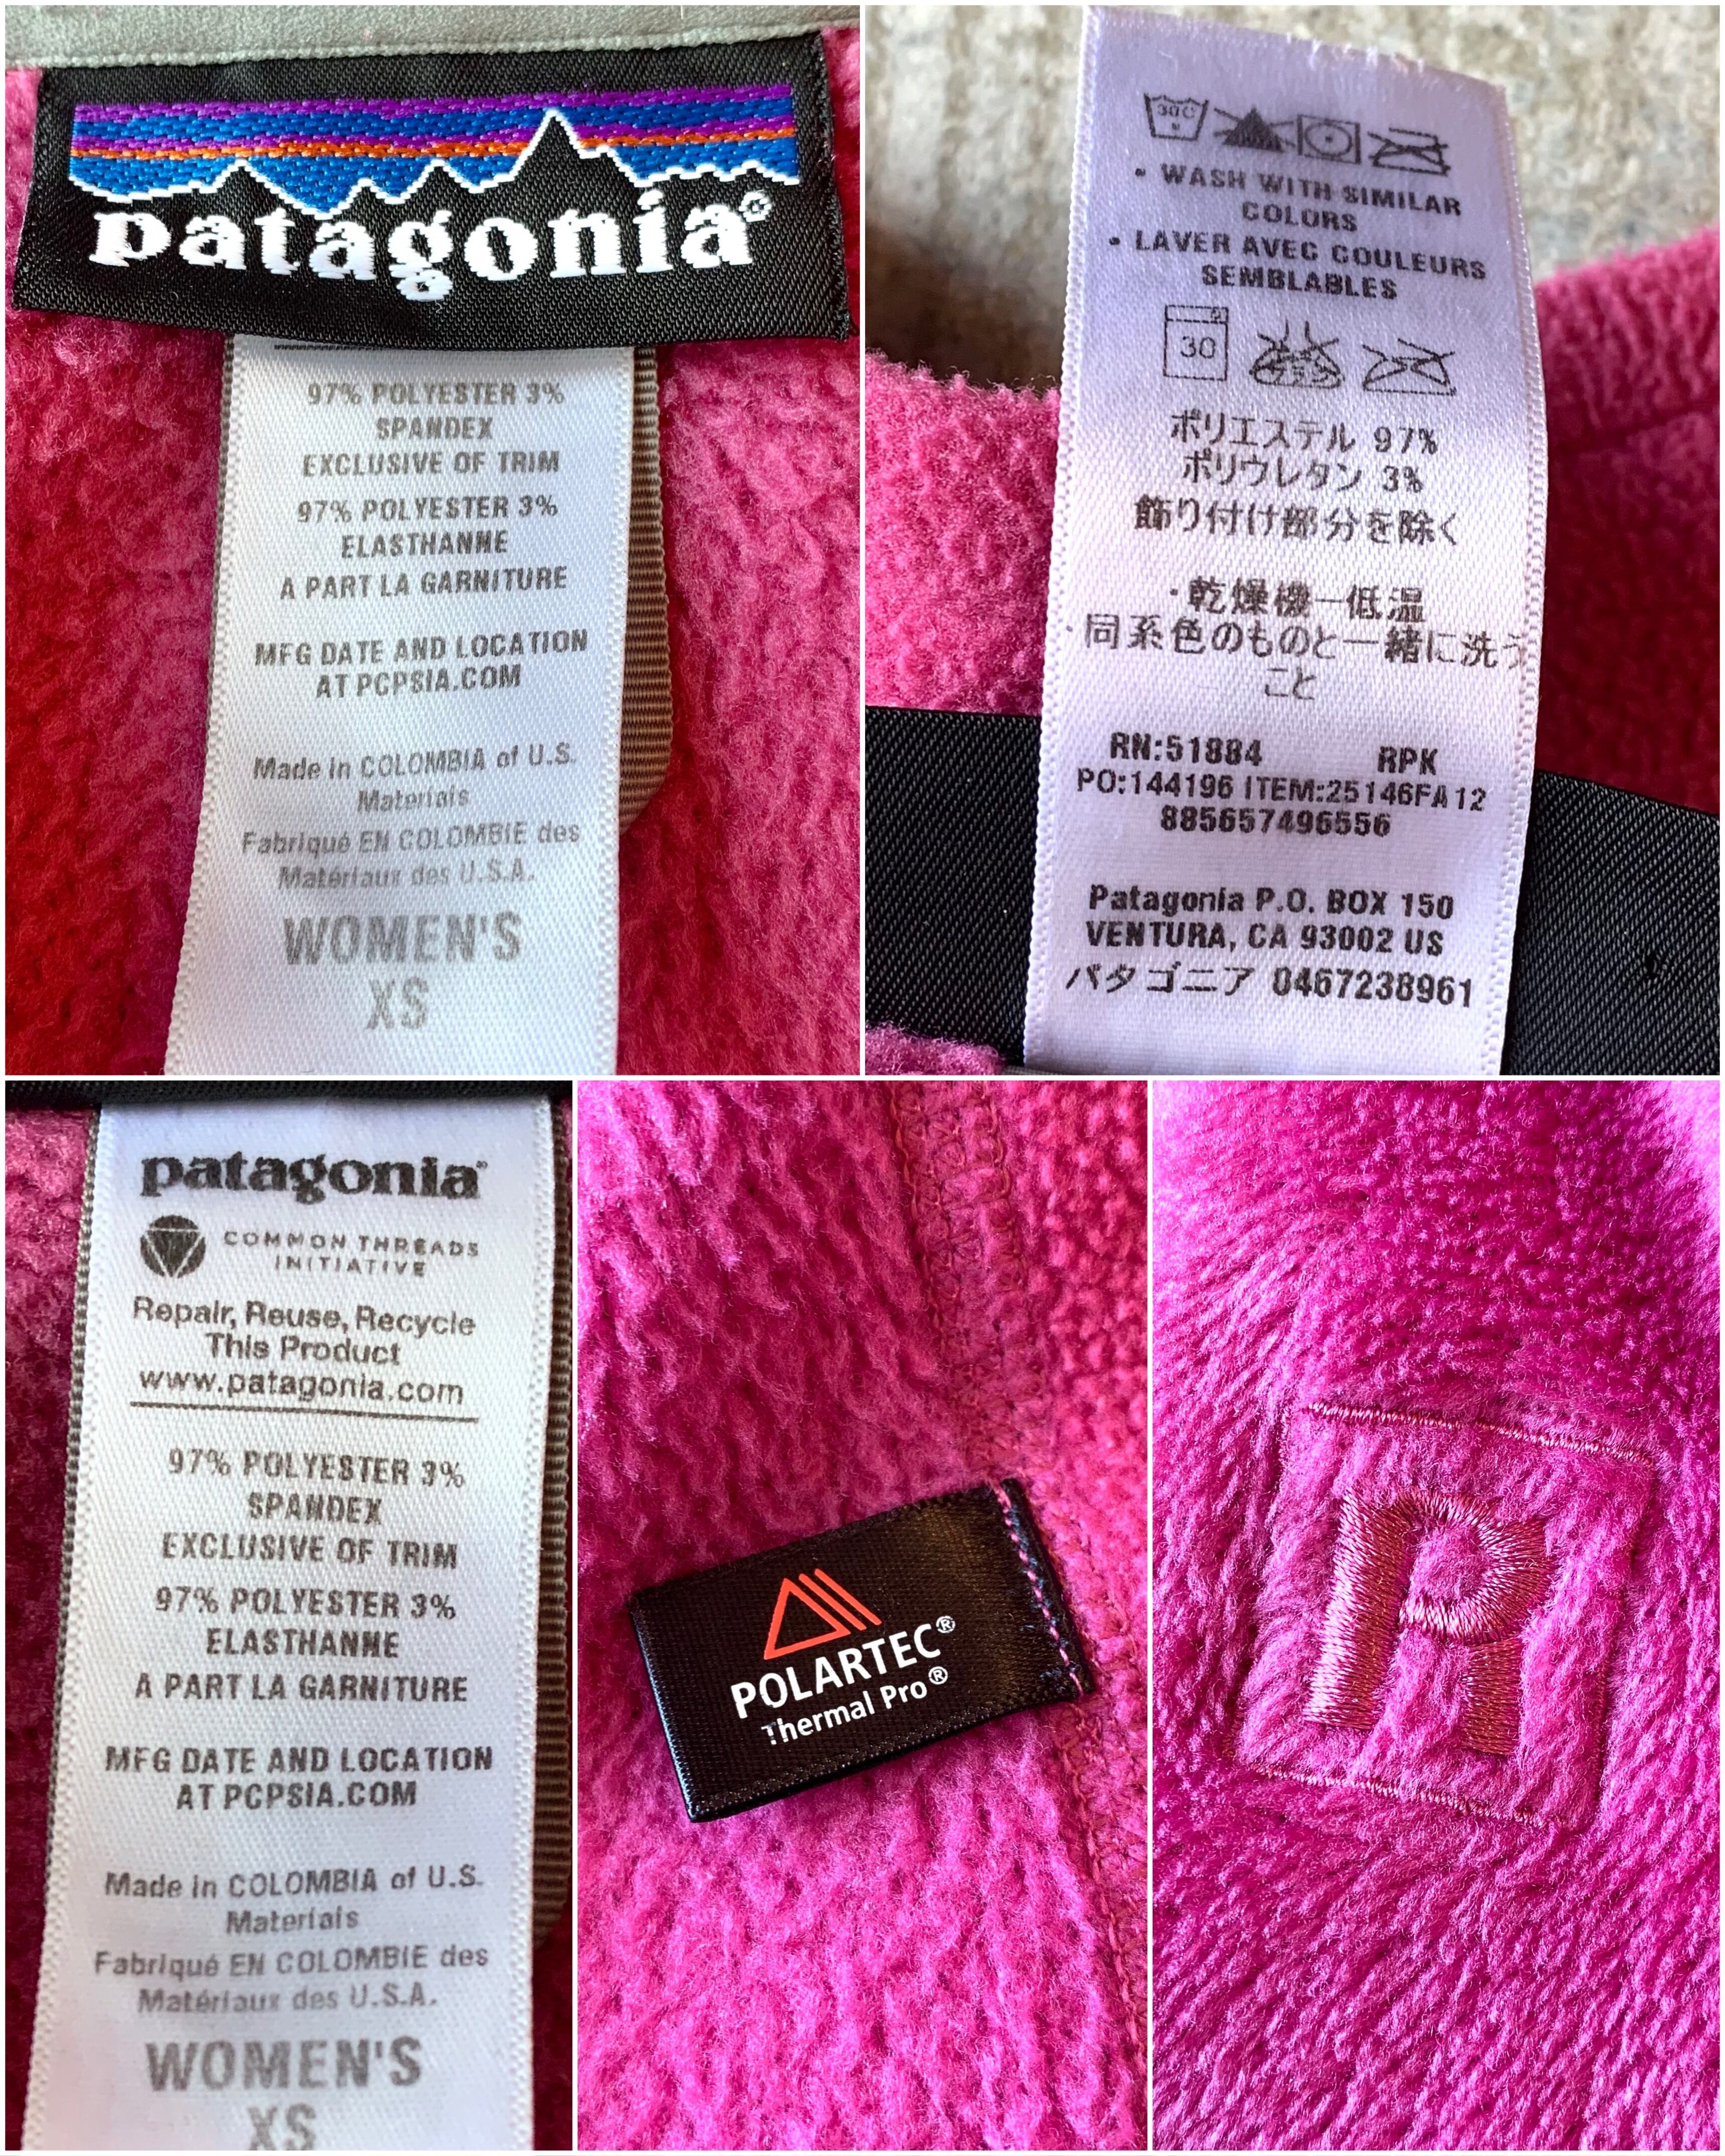 patagonia®
97% POLYESTER 3%
SPANDEX
EXCLUSIVE OF TRIM
97% POLYESTER 3%
ELASTHANNE
A PART LA GARNITURE
MFG DATE AND LOCATION
AT PCPSIA.COM
Made in COLOMBIA of U.S.
Materials
Fabriqué EN COLOMBIE des
Matériaux des U.S.A.
WOMEN'S
XS
30C
• WASH WITH SIMILAR
COLORS
• LAVER AVEC COULEURS
SEMBLABLES
30
ポリエステル 97%
ポリウレタン 3%
飾り付け部分を除く
・乾燥機ー低温
・同系色のものと一緒に洗う
こと
RN:51884 RPK
PO:144196 ITEM:25146FA12
885657496556
Patagonia P.O. BOX 150
VENTURA, CA 93002 US
パタゴニア 0467238961
patagonia®
COMMON THREADS
INITIATIVE
Repair, Reuse, Recycle
This Product
www.patagonia.com
97% POLYESTER 3%
SPANDEX
EXCLUSIVE OF TRIM
97% POLYESTER 3%
ELASTHANNE
A PART LA GARNITURE
MFG DATE AND LOCATION
AT PCPSIA.COM
Made in COLOMBIA of U.S.
Materials
Fabriqué EN COLOMBIE des
Matériaux des U.S.A.
WOMEN'S
XS
POLARTEC®
Thermal Pro®
R